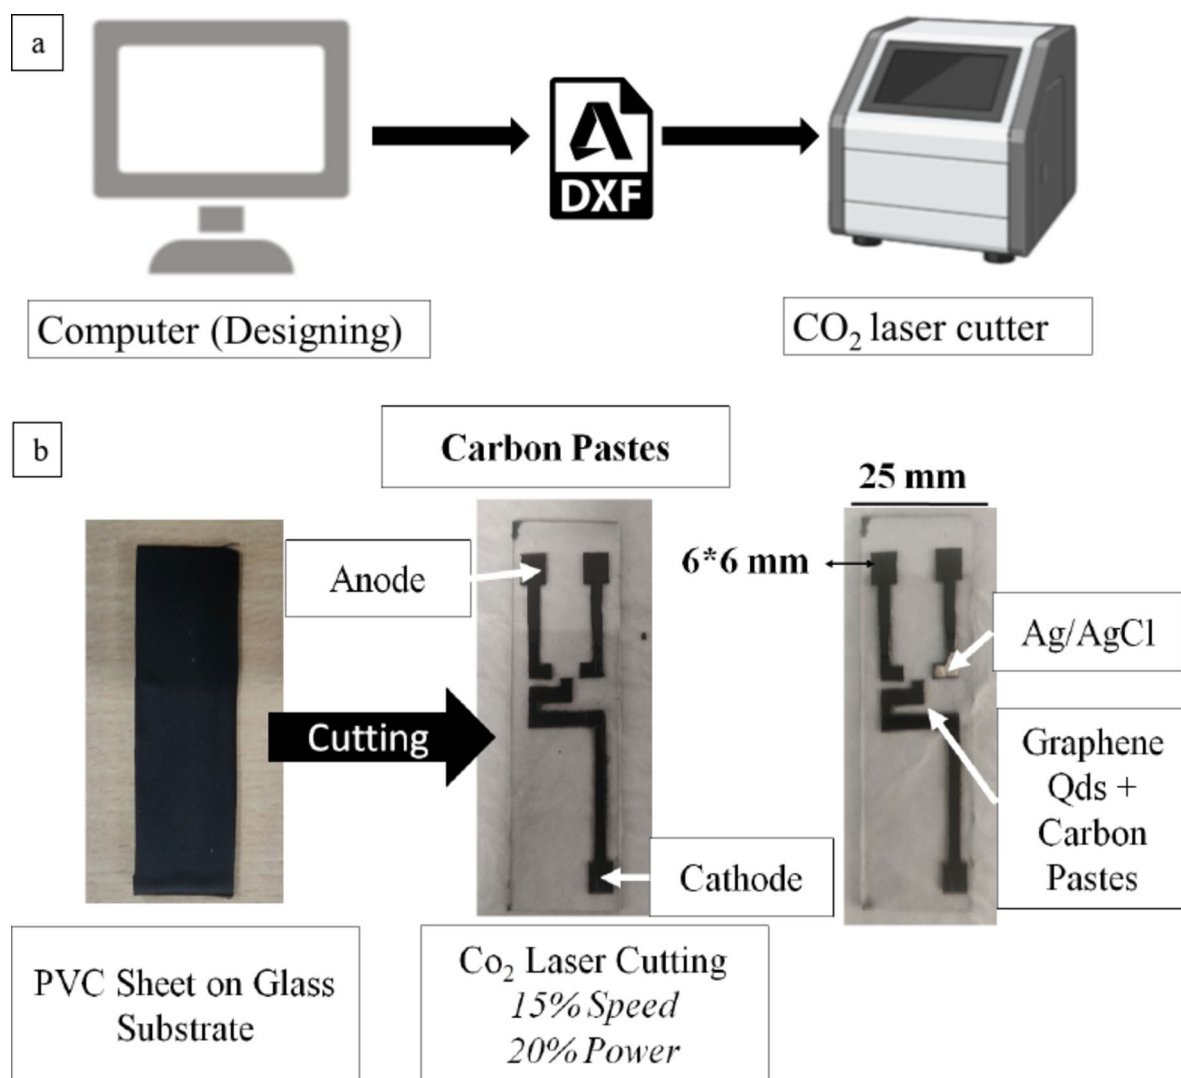 a
DXF
Computer (Designing)
CO₂ laser cutter
b
Carbon Pastes
25 mm
Anode
6*6 mm
Ag/AgCl
Cutting
Graphene
Qds +
Carbon
Pastes
Cathode
PVC Sheet on Glass
Substrate
Co₂ Laser Cutting
15% Speed
20% Power